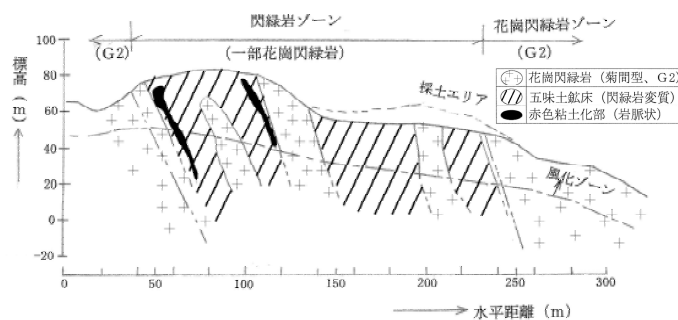 閃緑岩ゾーン
花崗閃緑岩ゾーン
(G2)
(一部花崗閃緑岩)
(G2)
花崗閃緑岩（菊間型、G2）
五味土鉱床（閃緑岩変質）
赤色粘土化部（岩脈状）
採土エリア
風化ゾーン
標高(m)
100
80
60
40
20
0
-20
0
50
100
150
200
250
300
水平距離（m）